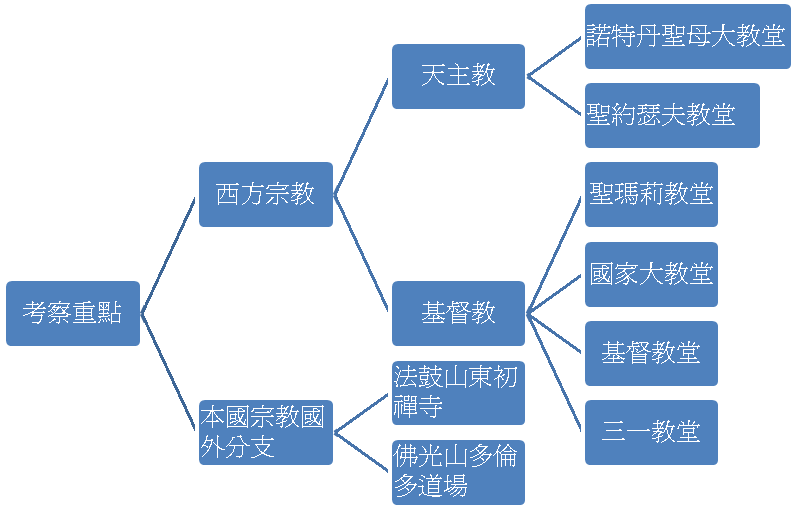 考察重點
西方宗教
天主教
諾特丹聖母大教堂
聖約瑟夫教堂
基督教
聖瑪莉教堂
國家大教堂
基督教堂
三一教堂
本國宗教國
外分支
法鼓山東初
禪寺
佛光山多倫
多道場